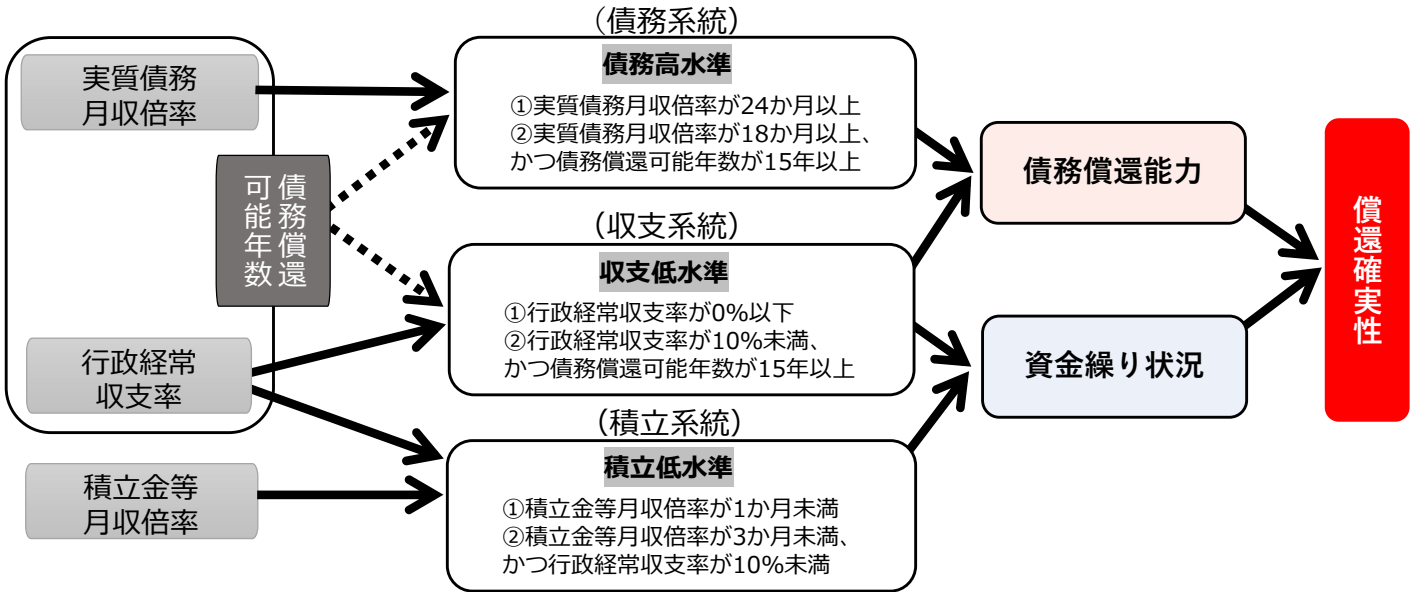 実質債務
月収倍率
債務償還
可能年数
行政経常
収支率
積立金等
月収倍率
（債務系統）
債務高水準
①実質債務月収倍率が24か月以上
②実質債務月収倍率が18か月以上、
かつ債務償還可能年数が15年以上
（収支系統）
収支低水準
①行政経常収支率が0%以下
②行政経常収支率が10%未満、
かつ債務償還可能年数が15年以上
（積立系統）
積立低水準
①積立金等月収倍率が1か月未満
②積立金等月収倍率が3か月未満、
かつ行政経常収支率が10%未満
債務償還能力
資金繰り状況
償還確実性